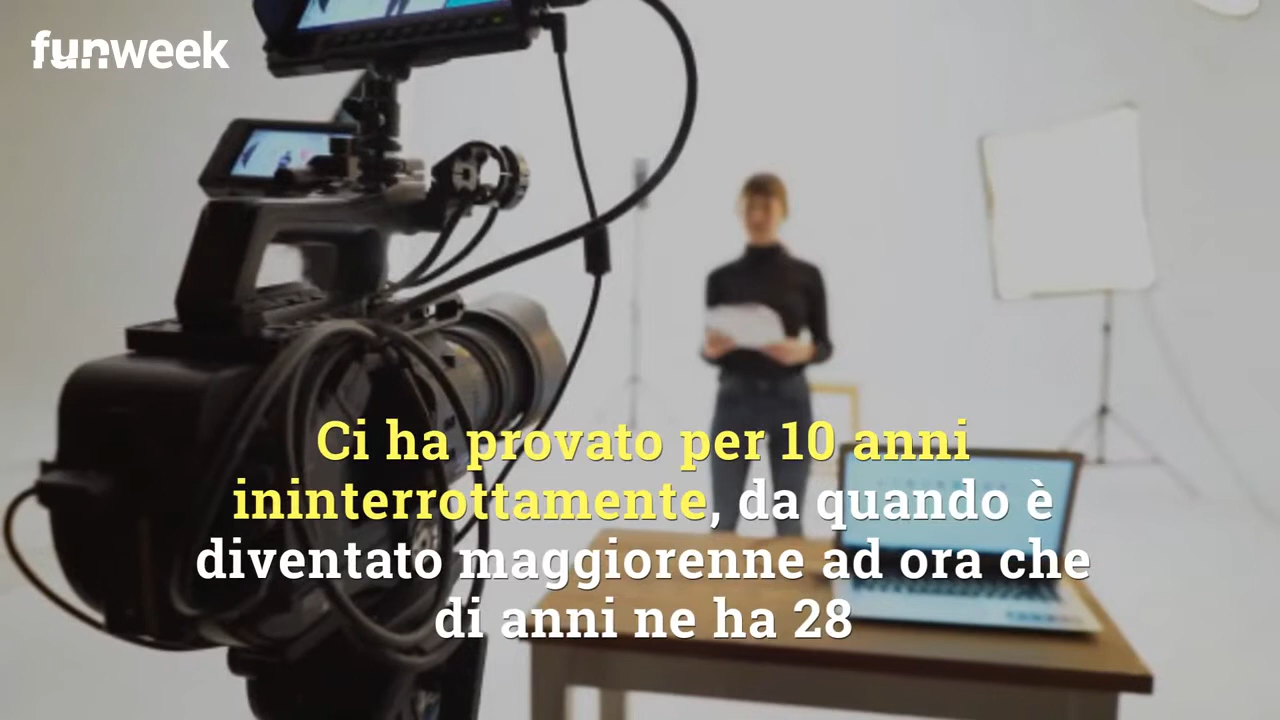 funweek
Ci ha provato per 10 anni
ininterrottamente, da quando è
diventato maggiorenne ad ora che
di anni ne ha 28